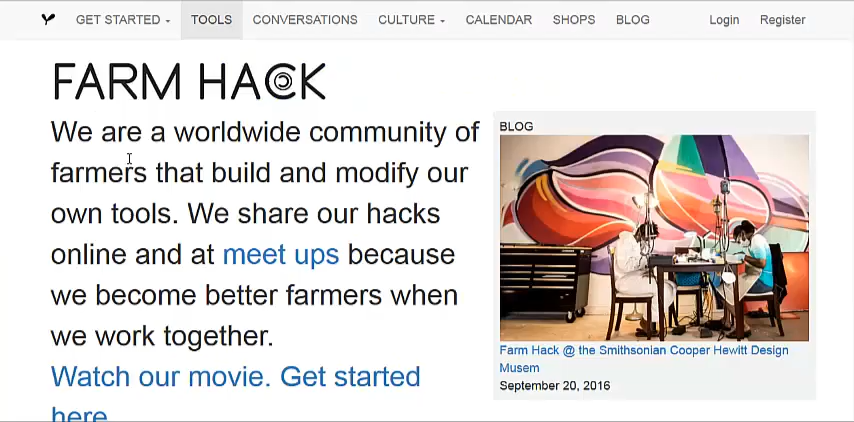 GET STARTED TOOLS CONVERSATIONS CULTURE CALENDAR SHOPS BLOG Login Register
FARM HACK
We are a worldwide community of
farmers that build and modify our
own tools. We share our hacks
online and at meet ups because
we become better farmers when
we work together.
Watch our movie. Get started
here
BLOG
Farm Hack @ the Smithsonian Cooper Hewitt Design
Musem
September 20, 2016